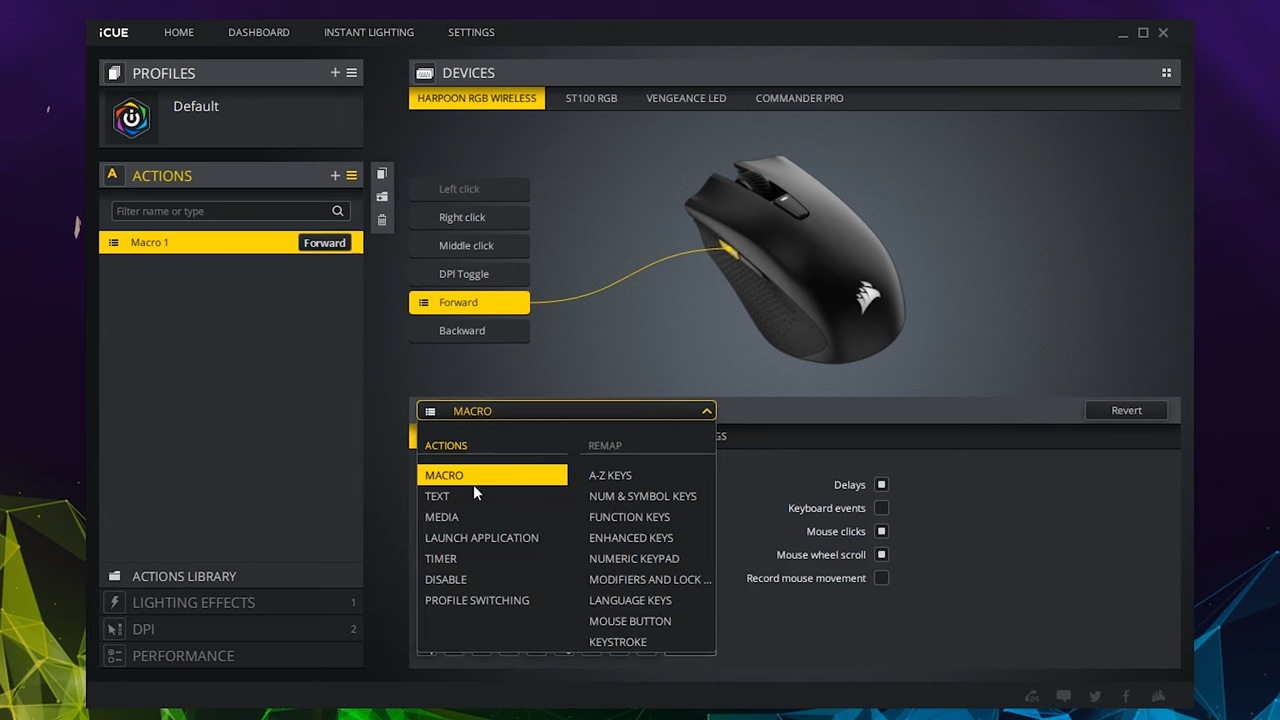 iCUE HOME DASHBOARD INSTANT LIGHTING SETTINGS
PROFILES
Default
A ACTIONS
Filter name or type
Macro 1 Forward
ACTIONS LIBRARY
LIGHTING EFFECTS 1
DPI 2
PERFORMANCE
DEVICES
HARPOON RGB WIRELESS ST100 RGB VENGEANCE LED COMMANDER PRO
Left click
Right click
Middle click
DPI Toggle
Forward
Backward
MACRO Revert
GS
ACTIONS
MACRO
TEXT
MEDIA
LAUNCH APPLICATION
TIMER
DISABLE
PROFILE SWITCHING
REMAP
A-Z KEYS
NUM & SYMBOL KEYS
FUNCTION KEYS
ENHANCED KEYS
NUMERIC KEYPAD
MODIFIERS AND LOCK ...
LANGUAGE KEYS
MOUSE BUTTON
KEYSTROKE
Delays
Keyboard events
Mouse clicks
Mouse wheel scroll
Record mouse movement